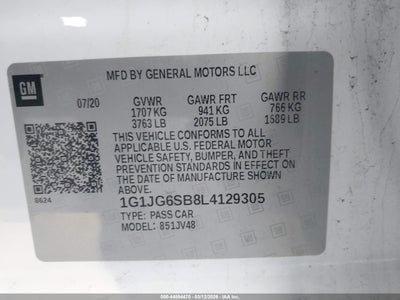 GM
MFD BY GENERAL MOTORS LLC
07/20 GVWR GAWR FRT GAWR RR
1707 KG 941 KG 766 KG
3763 LB 2075 LB 1589 LB
THIS VEHICLE CONFORMS TO ALL
APPLICABLE U.S. FEDERAL MOTOR
VEHICLE SAFETY, BUMPER, AND THEFT
PREVENTION STANDARDS IN EFFECT
ON THE DATE OF MANUFACTURE
SHOWN ABOVE.
8624 1G1JG6SB8L4129305
TYPE: PASS CAR
MODEL: 851JV48